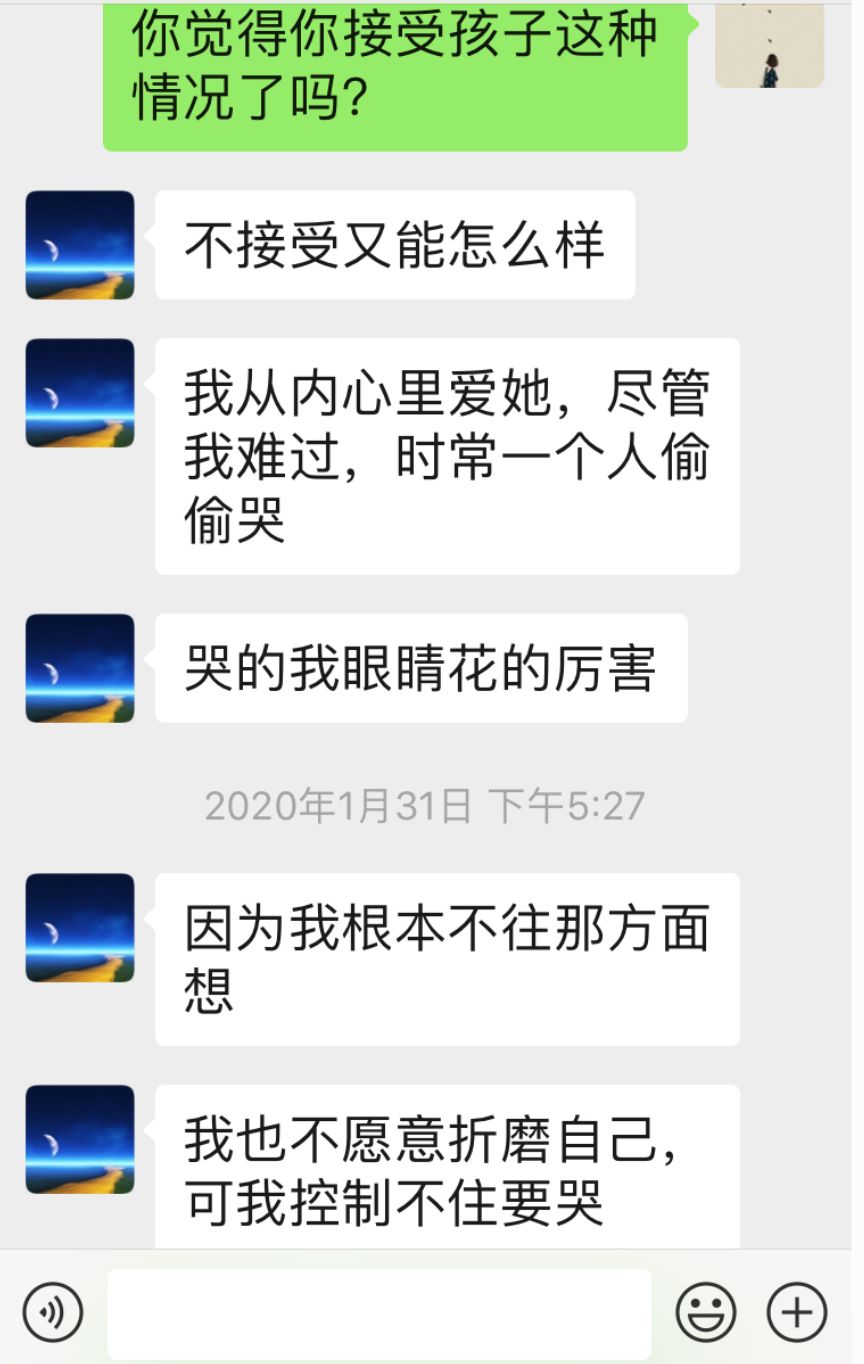 你觉得你接受孩子这种
情况了吗?
不接受又能怎么样
我从内心里爱她，尽管
我难过，时常一个人偷
偷哭
哭的我眼睛花的厉害
2020年1月31日 下午5:27
因为我根本不往那方面
想
我也不愿意折磨自己，
可我控制不住要哭